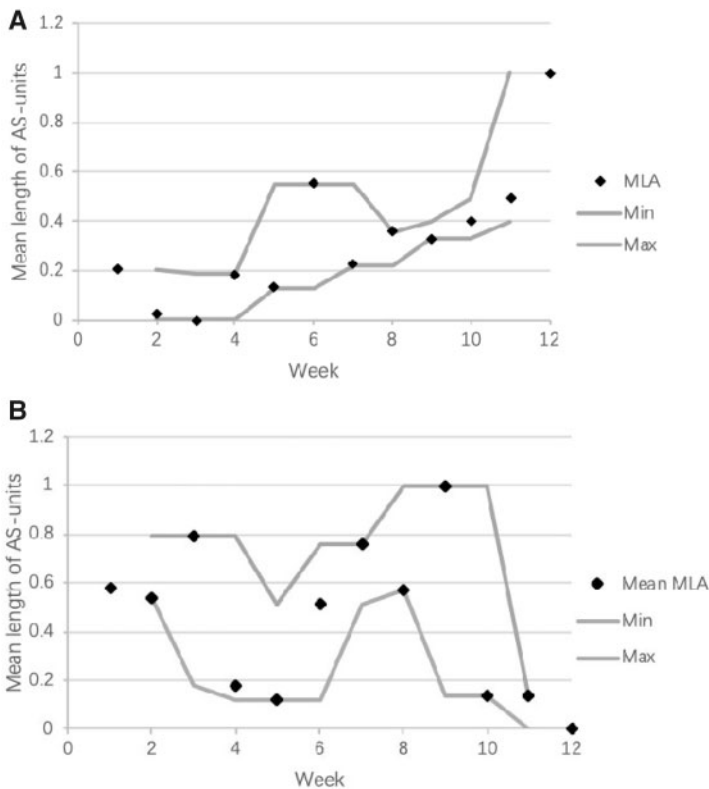 A
1.2
1
0.8
0.6
0.4
0.2
0
Mean length of AS-units
0 2 4 6 8 10 12
Week
MLA
Min
Max
B
1.2
1
0.8
0.6
0.4
0.2
0
Mean length of AS-units
0 2 4 6 8 10 12
Week
Mean MLA
Min
Max